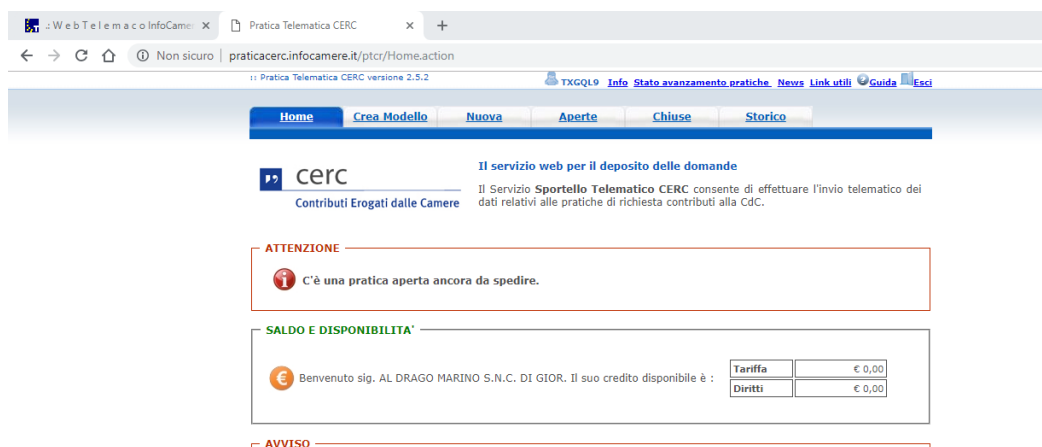 .: W e b T e l e m a c o InfoCamer
Pratica Telematica CERC
Non sicuro | praticacerc.infocamere.it/ptcr/Home.action
:: Pratica Telematica CERC versione 2.5.2
TXGQL9 Info Stato avanzamento pratiche News Link utili Guida Esci
Home Crea Modello Nuova Aperte Chiuse Storico
cerc
Contributi Erogati dalle Camere
Il servizio web per il deposito delle domande
Il Servizio Sportello Telematico CERC consente di effettuare l'invio telematico dei
dati relativi alle pratiche di richiesta contributi alla CdC.
ATTENZIONE
C'è una pratica aperta ancora da spedire.
SALDO E DISPONIBILITA'
Benvenuto sig. AL DRAGO MARINO S.N.C. DI GIOR. Il suo credito disponibile è :
Tariffa € 0,00
Diritti € 0,00
AVVISO